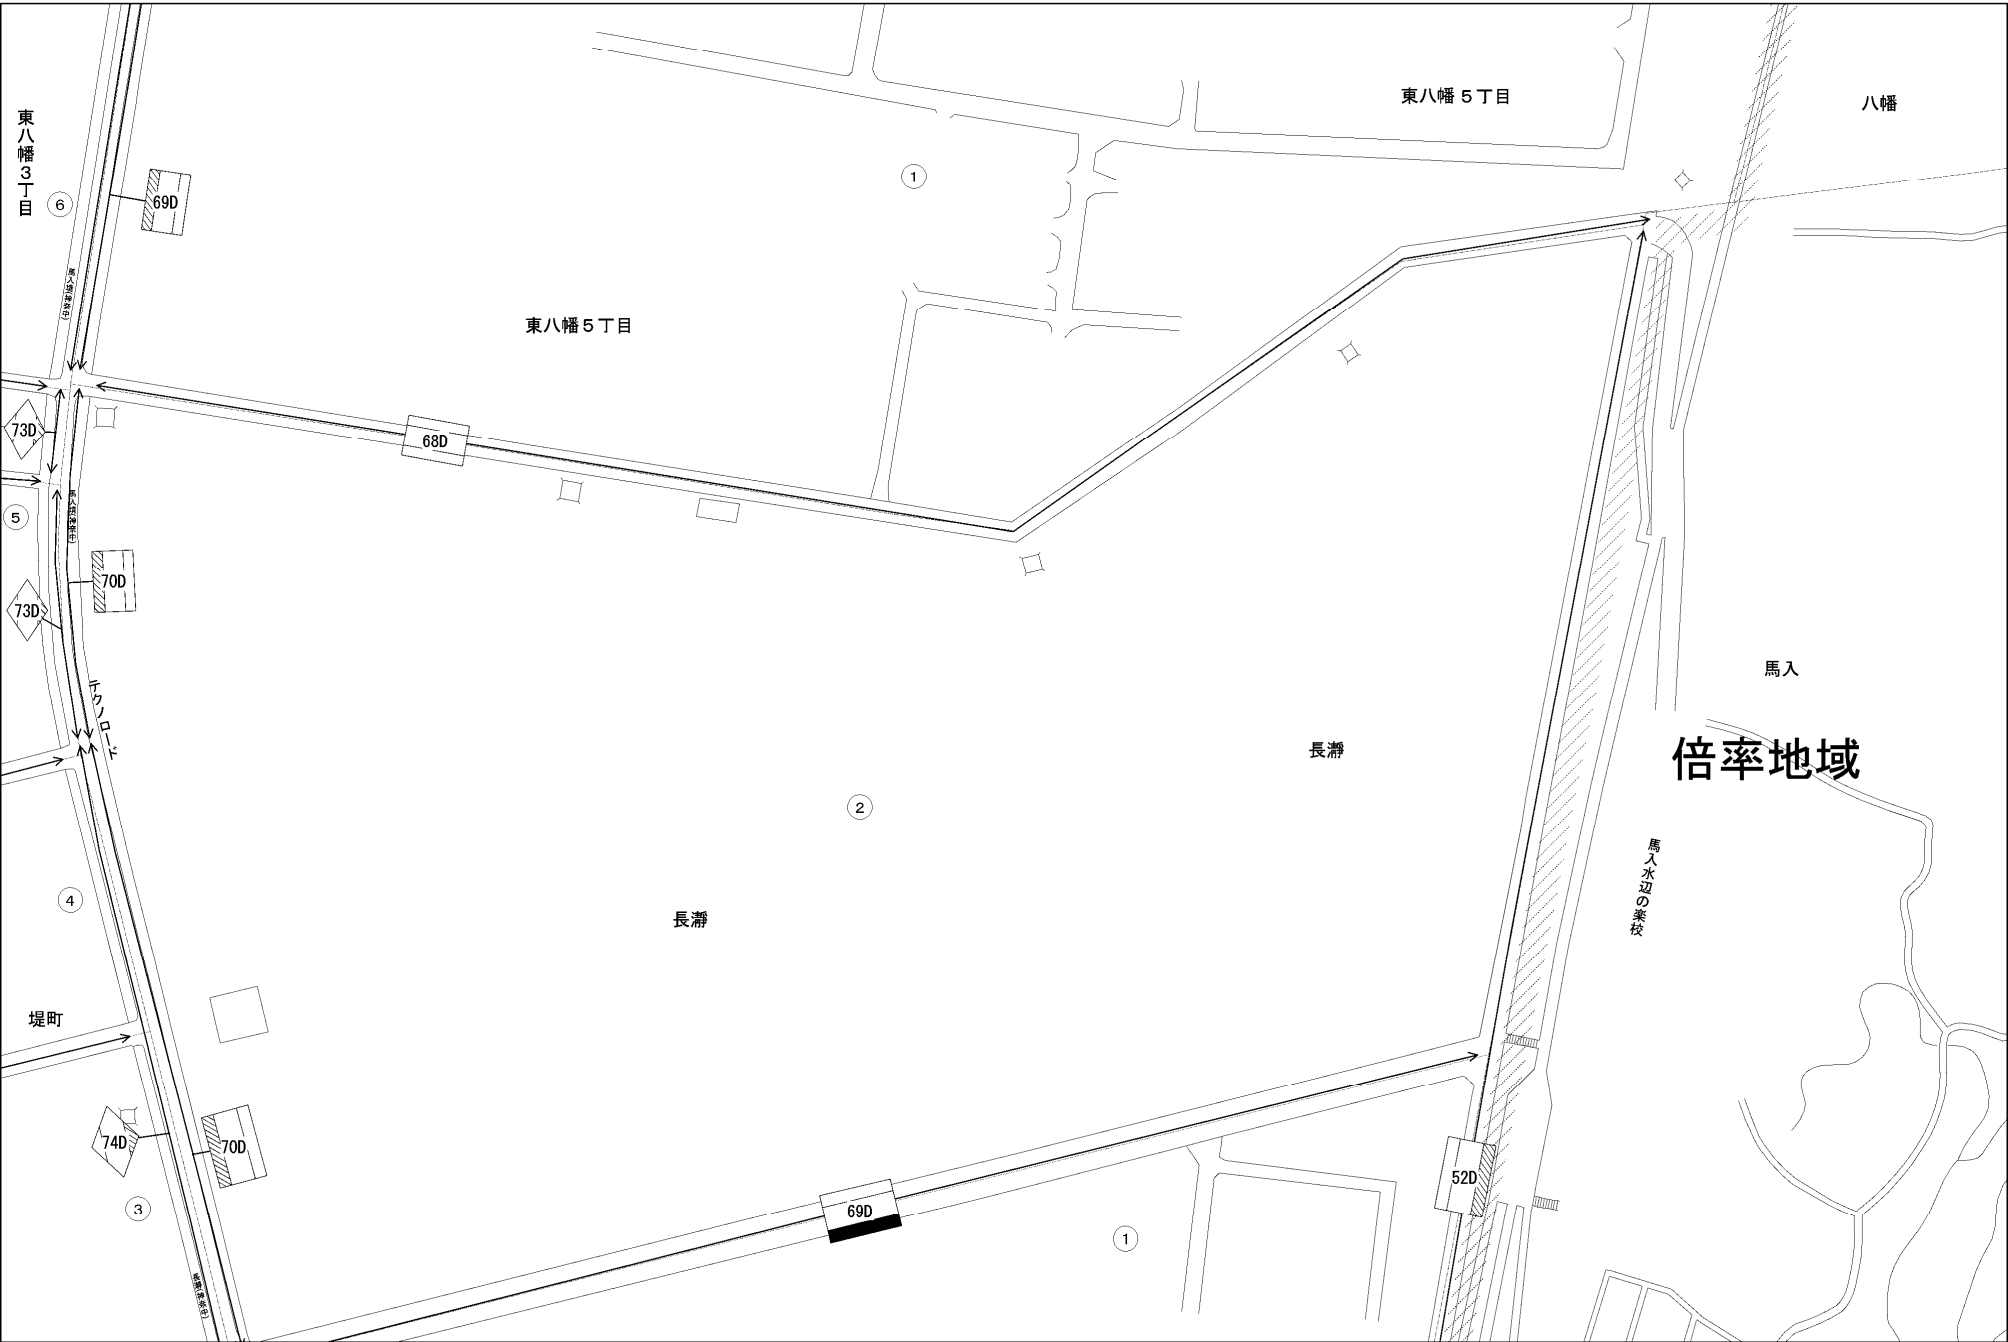 東八幡５丁目
八幡
東八幡３丁目
①
⑥
69D
東八幡５丁目
73D
68D
⑤
70D
73D
馬入
テクノロード
長瀞
倍率地域
②
馬入水辺の楽校
④
長瀞
堤町
74D
70D
52D
③
69D
①